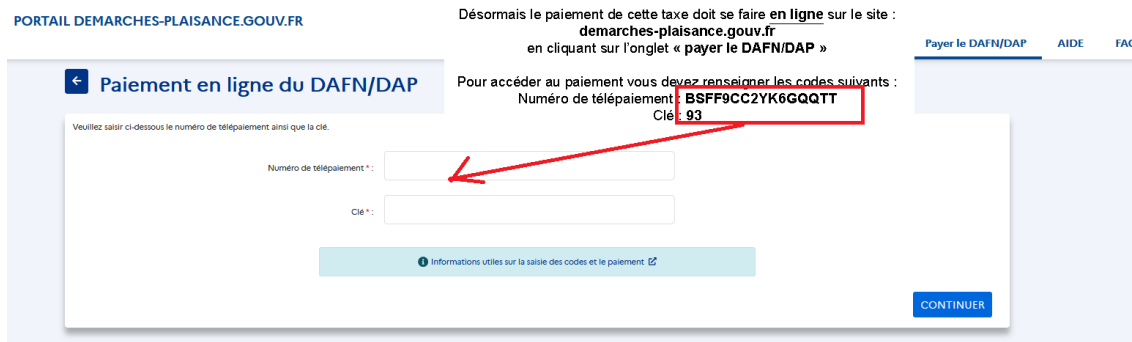 PORTAIL DEMARCHES-PLAISANCE.GOUV.FR
Désormais le paiement de cette taxe doit se faire en ligne sur le site :
demarches-plaisance.gouv.fr
en cliquant sur l'onglet « payer le DAFN/DAP »
Payer le DAFN/DAP
AIDE
Paiement en ligne du DAFN/DAP
Pour accéder au paiement vous devez renseigner les codes suivants :
Numéro de télépaiement : BSFF9CC2YK6GQQTT
Clé : 93
Veuillez saisir ci-dessous le numéro de télépaiement ainsi que la clé.
Numéro de télépaiement * :
Clé * :
Informations utiles sur la saisie des codes et le paiement
CONTINUER